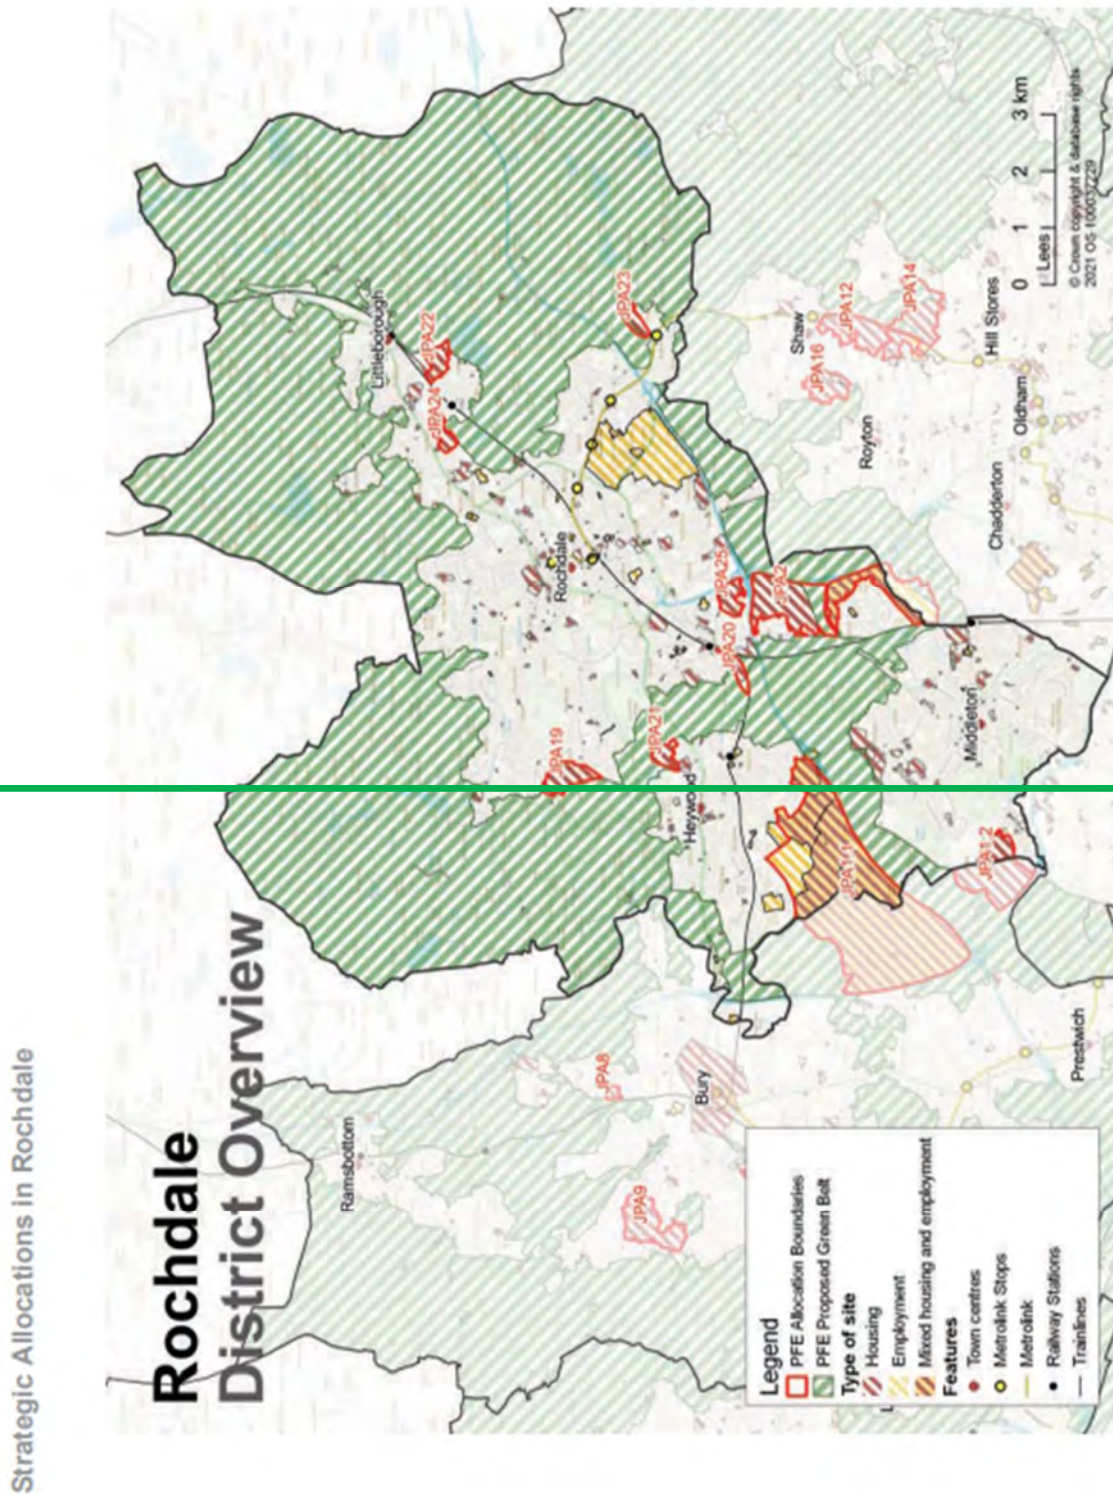 Strategic Allocations in Rochdale
Rochdale
District Overview
Ramsbottom
Littleborough
JPA22
JPA24
JPA23
JPA19
Rochdale
JPA21
Heywood
JPA20
JPA25
JPA2
JPA8
JPA9
Bury
JPA1.1
JPA1.2
Middleton
Prestwich
Shaw
JPA16
JPA12
JPA14
Royton
Chadderton
Oldham
Hill Stores
Lees
0 1 2 3 km
© Crown copyright & database rights
2021 OS 100037229
Legend
PFE Allocation Boundaries
PFE Proposed Green Belt
Type of site
Housing
Employment
Mixed housing and employment
Features
Town centres
Metrolink Stops
Metrolink
Railway Stations
Trainlines